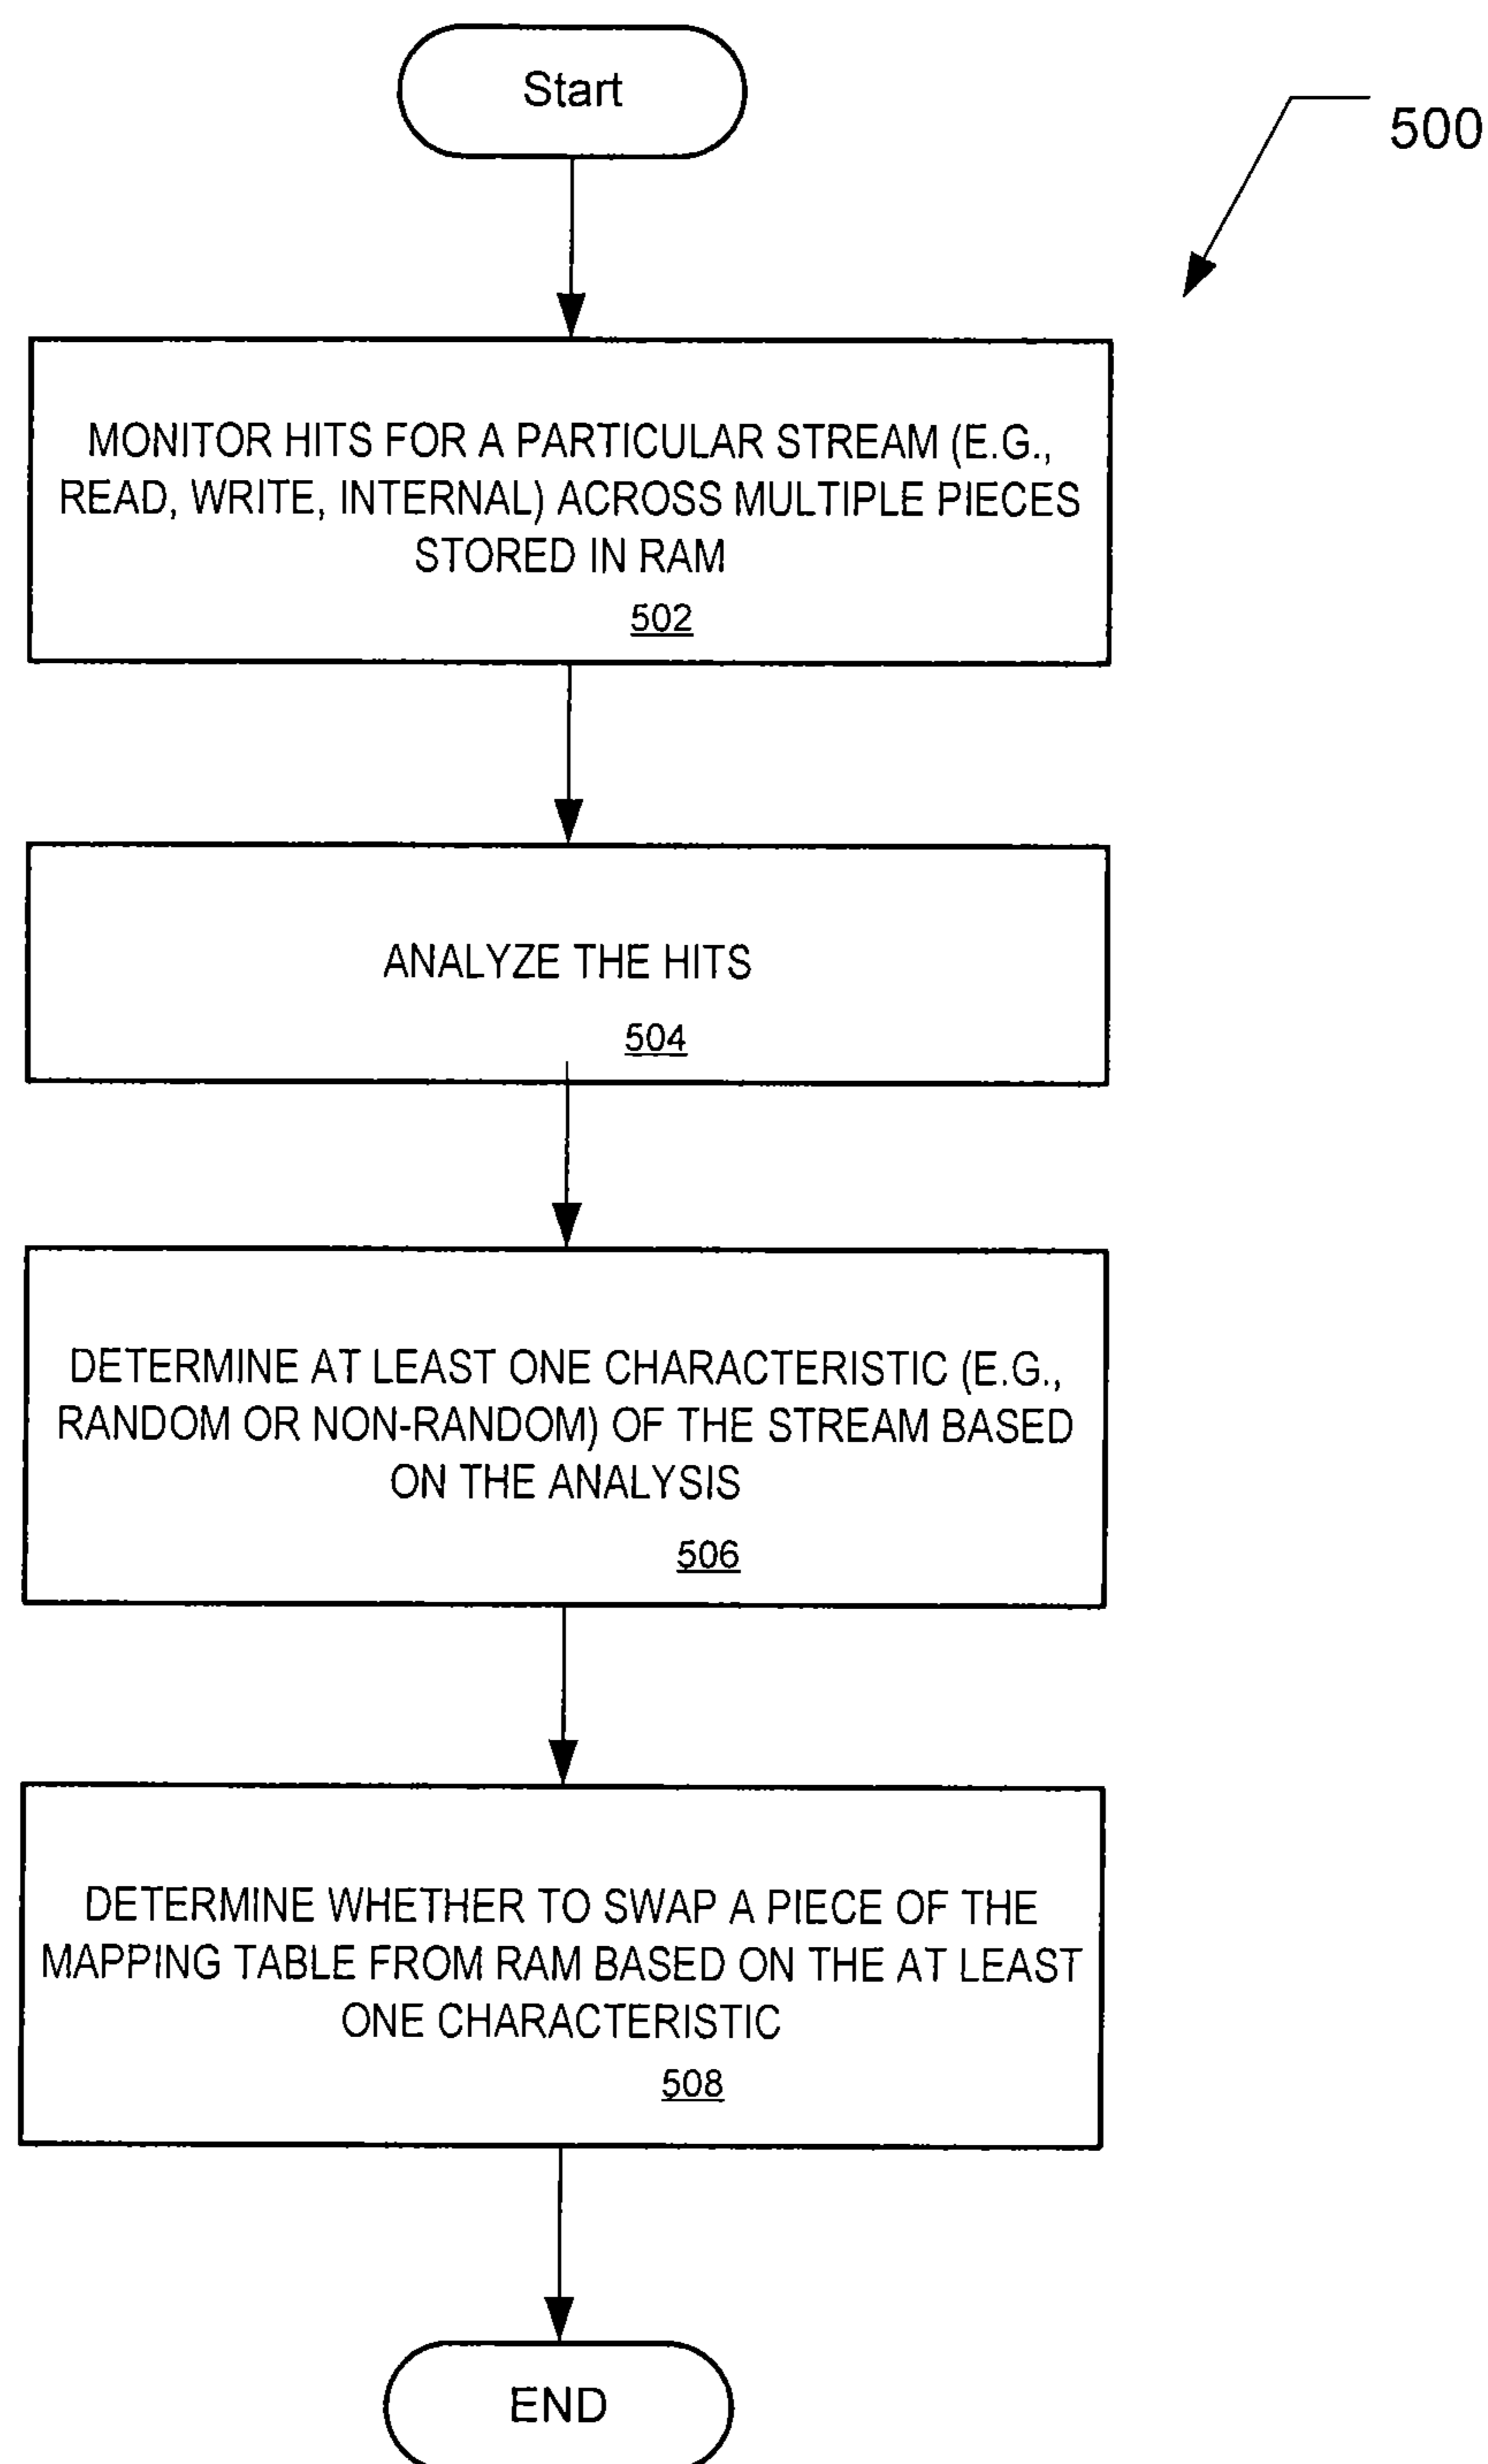 Start
500
MONITOR HITS FOR A PARTICULAR STREAM (E.G.,
READ, WRITE, INTERNAL) ACROSS MULTIPLE PIECES
STORED IN RAM
502
ANALYZE THE HITS
504
DETERMINE AT LEAST ONE CHARACTERISTIC (E.G.,
RANDOM OR NON-RANDOM) OF THE STREAM BASED
ON THE ANALYSIS
506
DETERMINE WHETHER TO SWAP A PIECE OF THE
MAPPING TABLE FROM RAM BASED ON THE AT LEAST
ONE CHARACTERISTIC
508
END